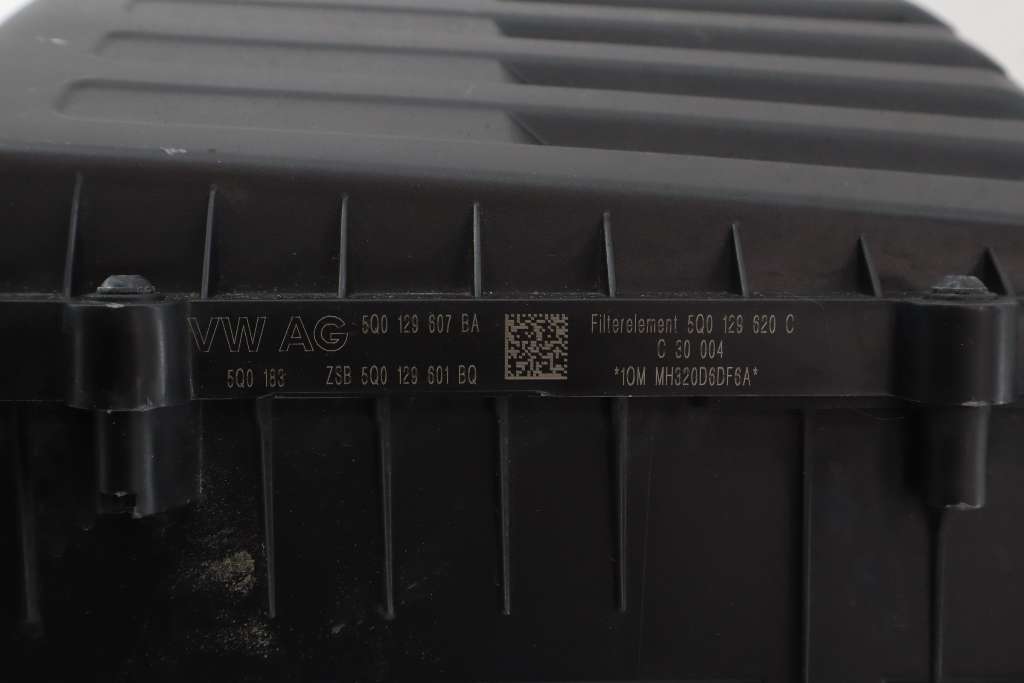 VW AG 5Q0 129 607 BA
5Q0 183 ZSB 5Q0 129 601 BQ
Filterelement 5Q0 129 620 C
C 30 004
*1OM MH320D6DF6A*